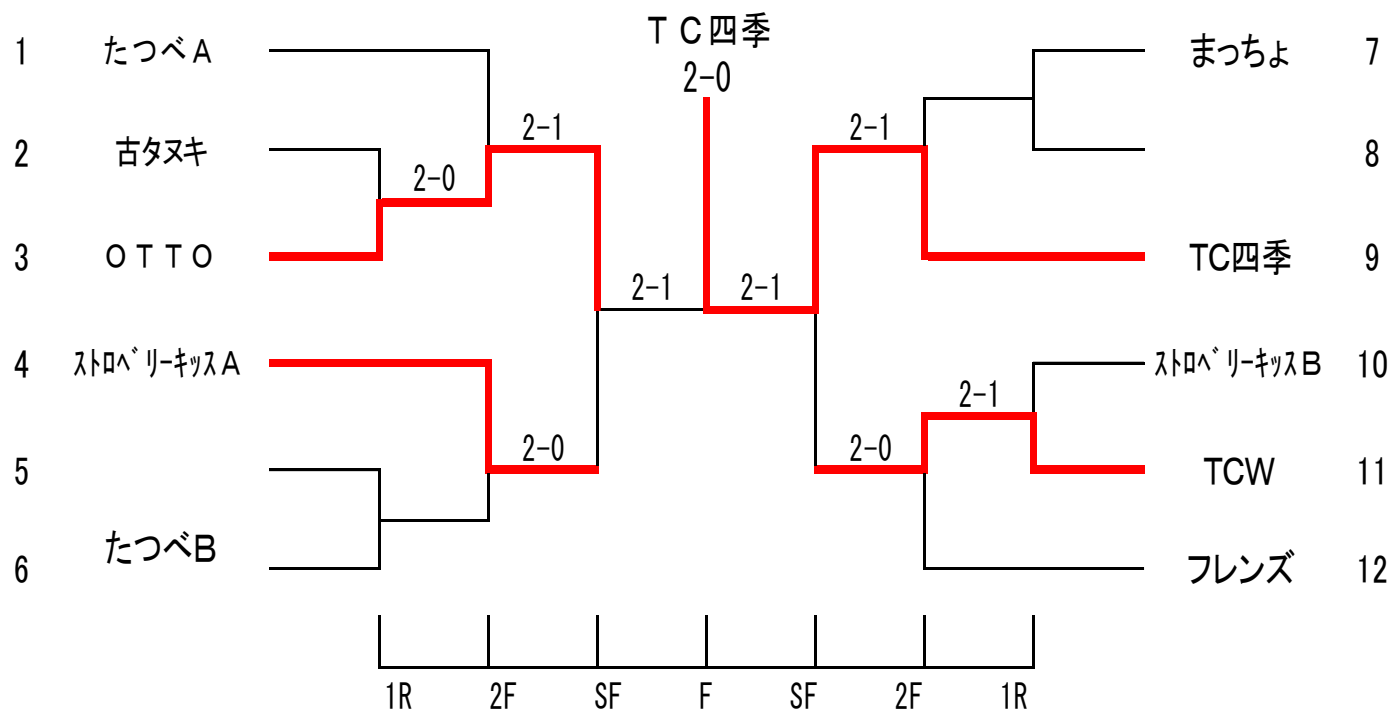 ＴＣ四季
2-0
1 たつべＡ
2 古タヌキ
3 ＯＴＴＯ
4 ｽﾄﾛﾍﾞﾘｰｷｯｽＡ
5
6 たつべＢ
2-1
2-0
2-1
2-0
2-1
2-1
2-1
2-0
まっちょ 7
8
TC四季 9
ｽﾄﾛﾍﾞﾘｰｷｯｽＢ 10
TCW 11
フレンズ 12
1R 2F SF F SF 2F 1R